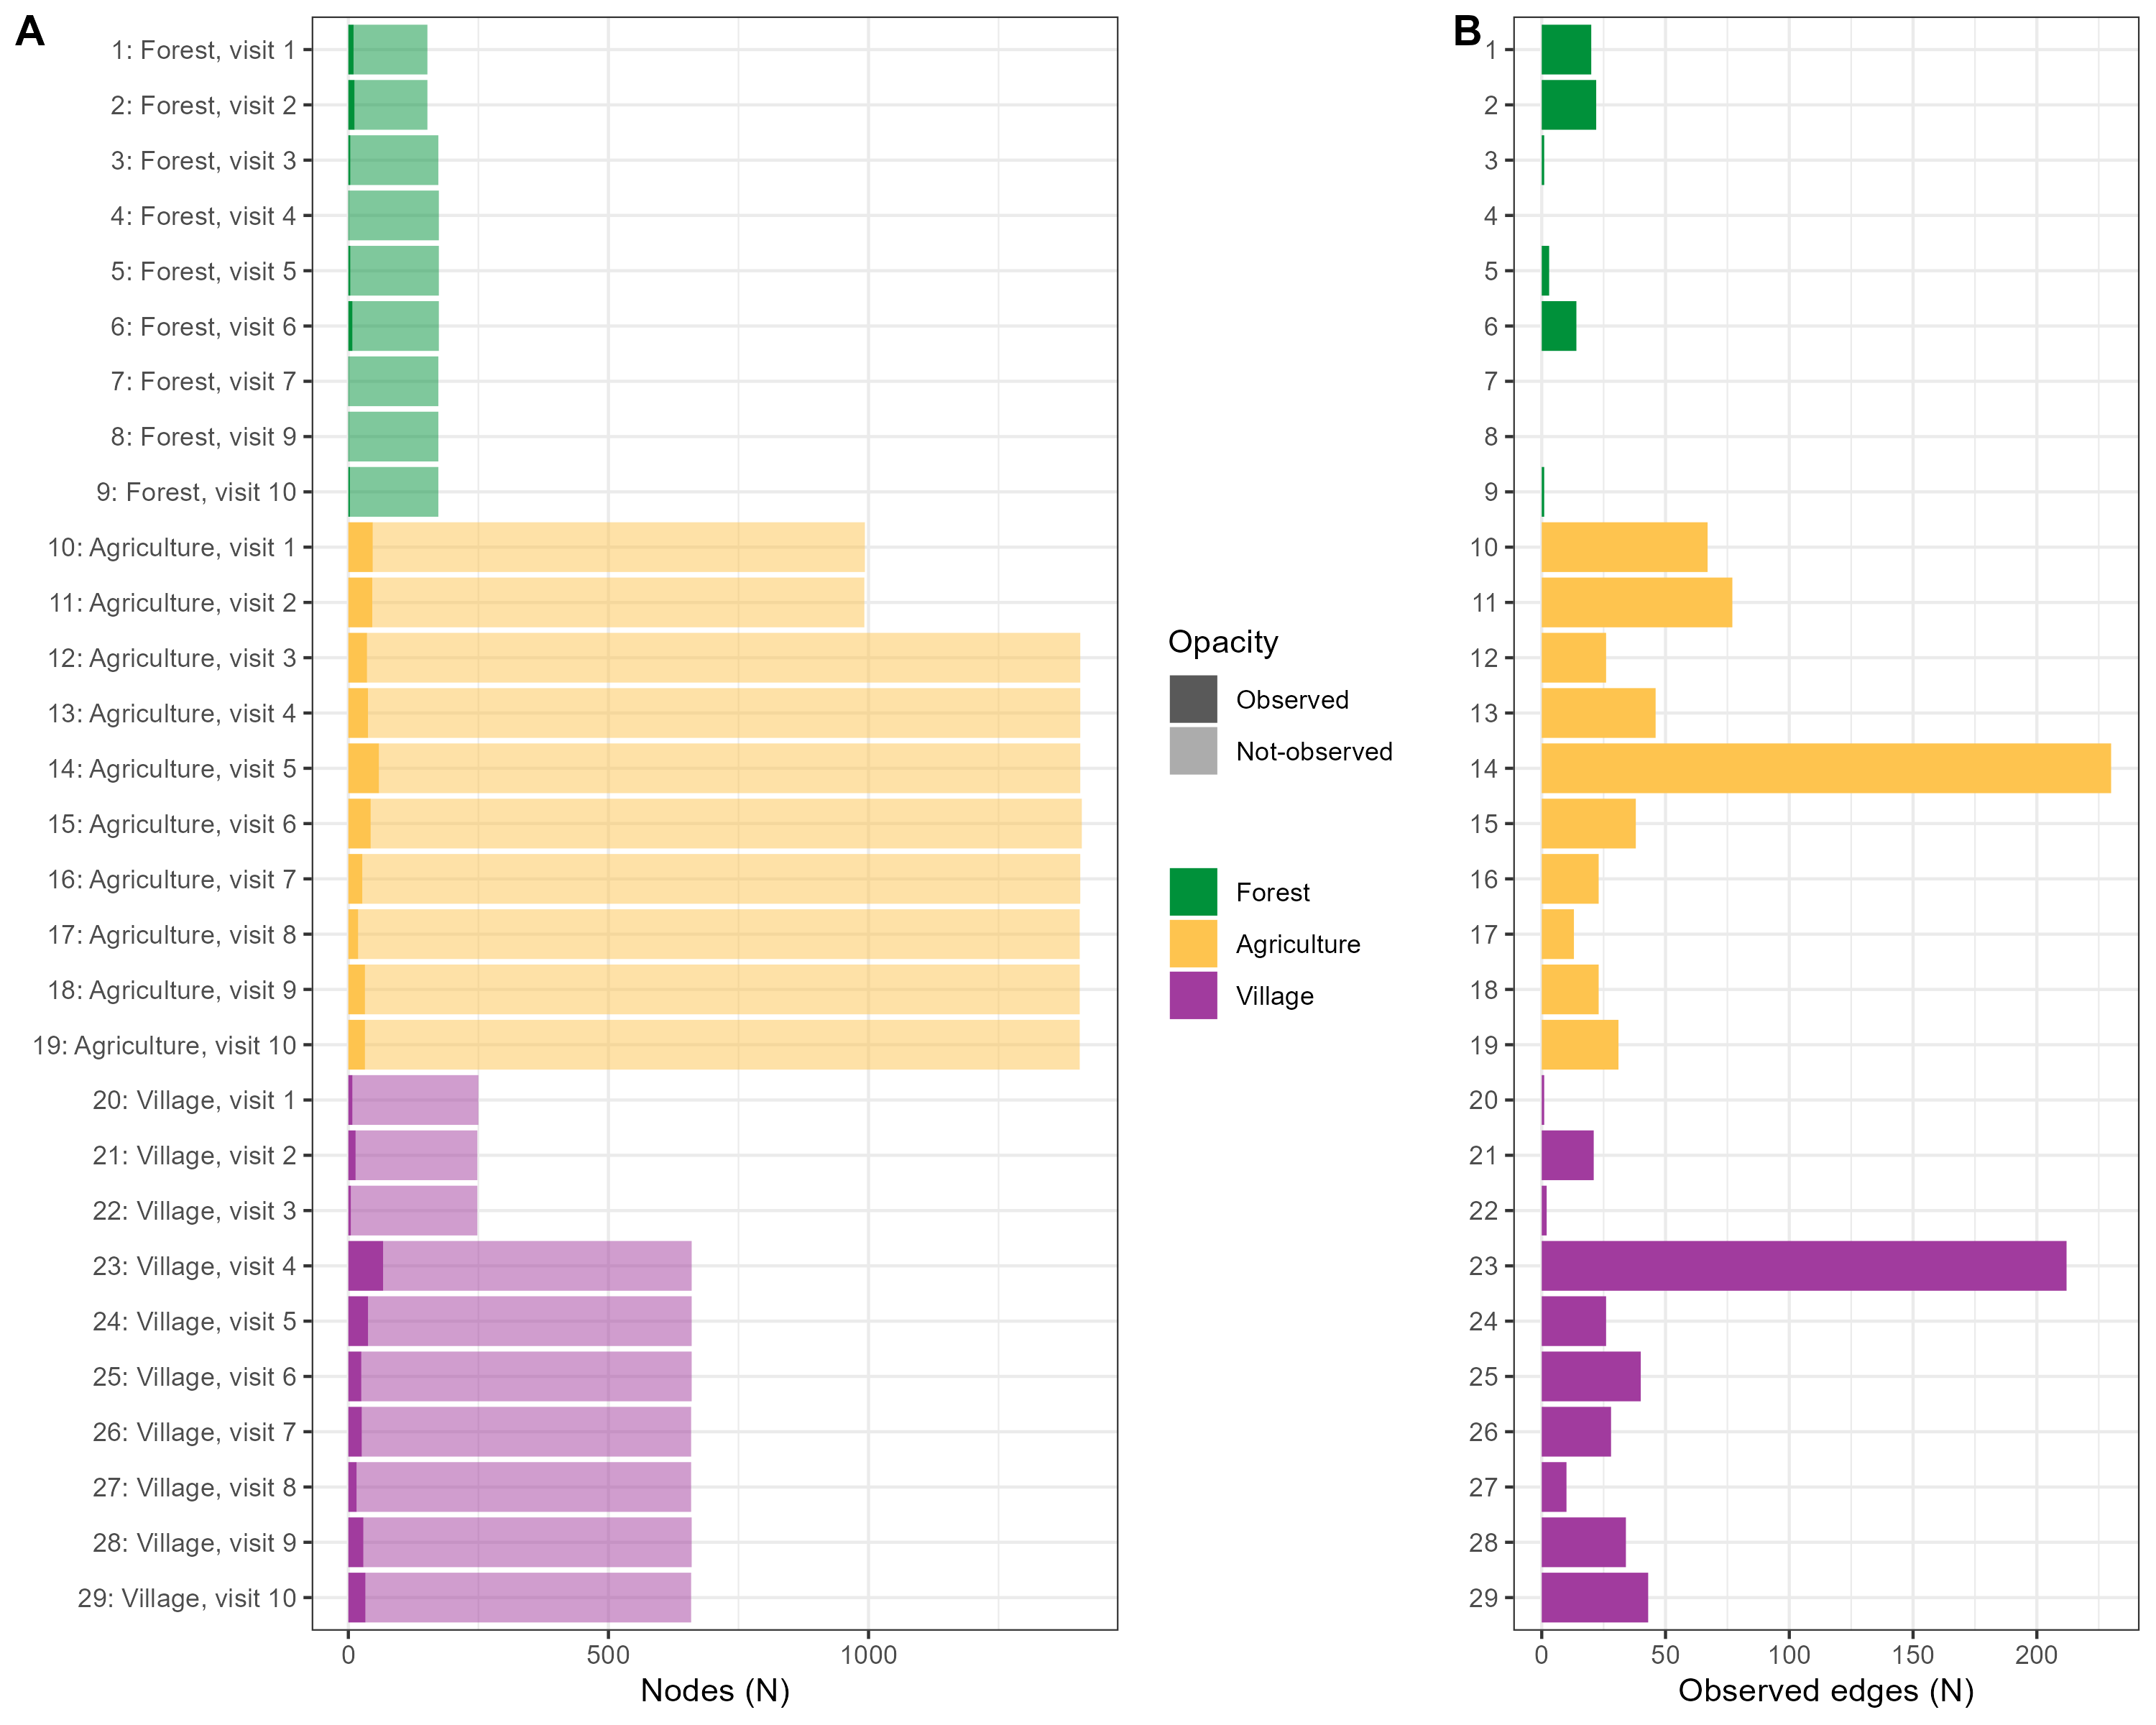 A
1: Forest, visit 1
2: Forest, visit 2
3: Forest, visit 3
4: Forest, visit 4
5: Forest, visit 5
6: Forest, visit 6
7: Forest, visit 7
8: Forest, visit 9
9: Forest, visit 10
10: Agriculture, visit 1
11: Agriculture, visit 2
12: Agriculture, visit 3
13: Agriculture, visit 4
14: Agriculture, visit 5
15: Agriculture, visit 6
16: Agriculture, visit 7
17: Agriculture, visit 8
18: Agriculture, visit 9
19: Agriculture, visit 10
20: Village, visit 1
21: Village, visit 2
22: Village, visit 3
23: Village, visit 4
24: Village, visit 5
25: Village, visit 6
26: Village, visit 7
27: Village, visit 8
28: Village, visit 9
29: Village, visit 10
0 500 1000
Nodes (N)
Opacity
Observed
Not-observed
Forest
Agriculture
Village
B
1
2
3
4
5
6
7
8
9
10
11
12
13
14
15
16
17
18
19
20
21
22
23
24
25
26
27
28
29
0 50 100 150 200
Observed edges (N)